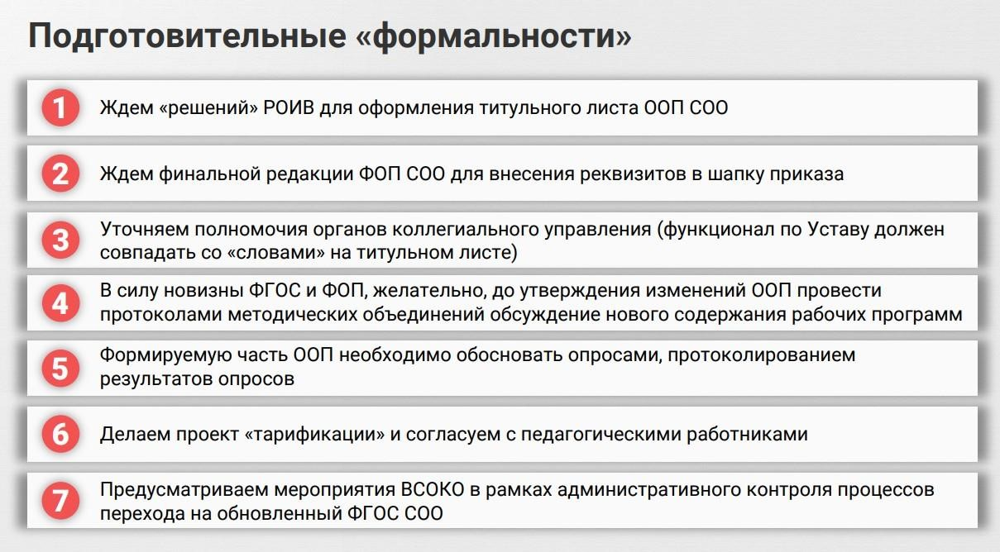 Подготовительные «формальности»
1
Ждем «решений» РОИВ для оформления титульного листа ООП СОО
2
Ждем финальной редакции ФОП СОО для внесения реквизитов в шапку приказа
3
Уточняем полномочия органов коллегиального управления (функционал по Уставу должен
совпадать со «словами» на титульном листе)
4
В силу новизны ФГОС и ФОП, желательно, до утверждения изменений ООП провести
протоколами методических объединений обсуждение нового содержания рабочих программ
5
Формируемую часть ООП необходимо обосновать опросами, протоколированием
результатов опросов
6
Делаем проект «тарификации» и согласуем с педагогическими работниками
7
Предусматриваем мероприятия ВСОКО в рамках административного контроля процессов
перехода на обновленный ФГОС СОО